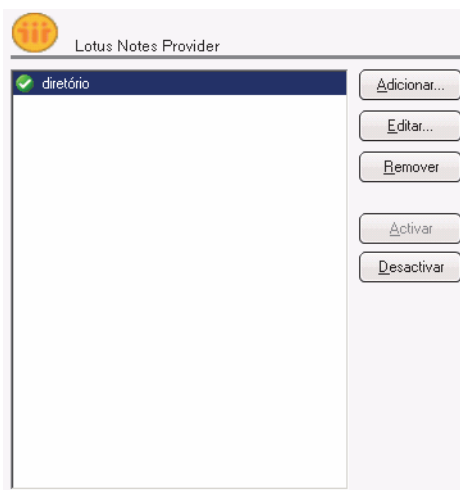 Lotus Notes Provider
diretório
Adicionar...
Editar...
Remover
Activar
Desactivar